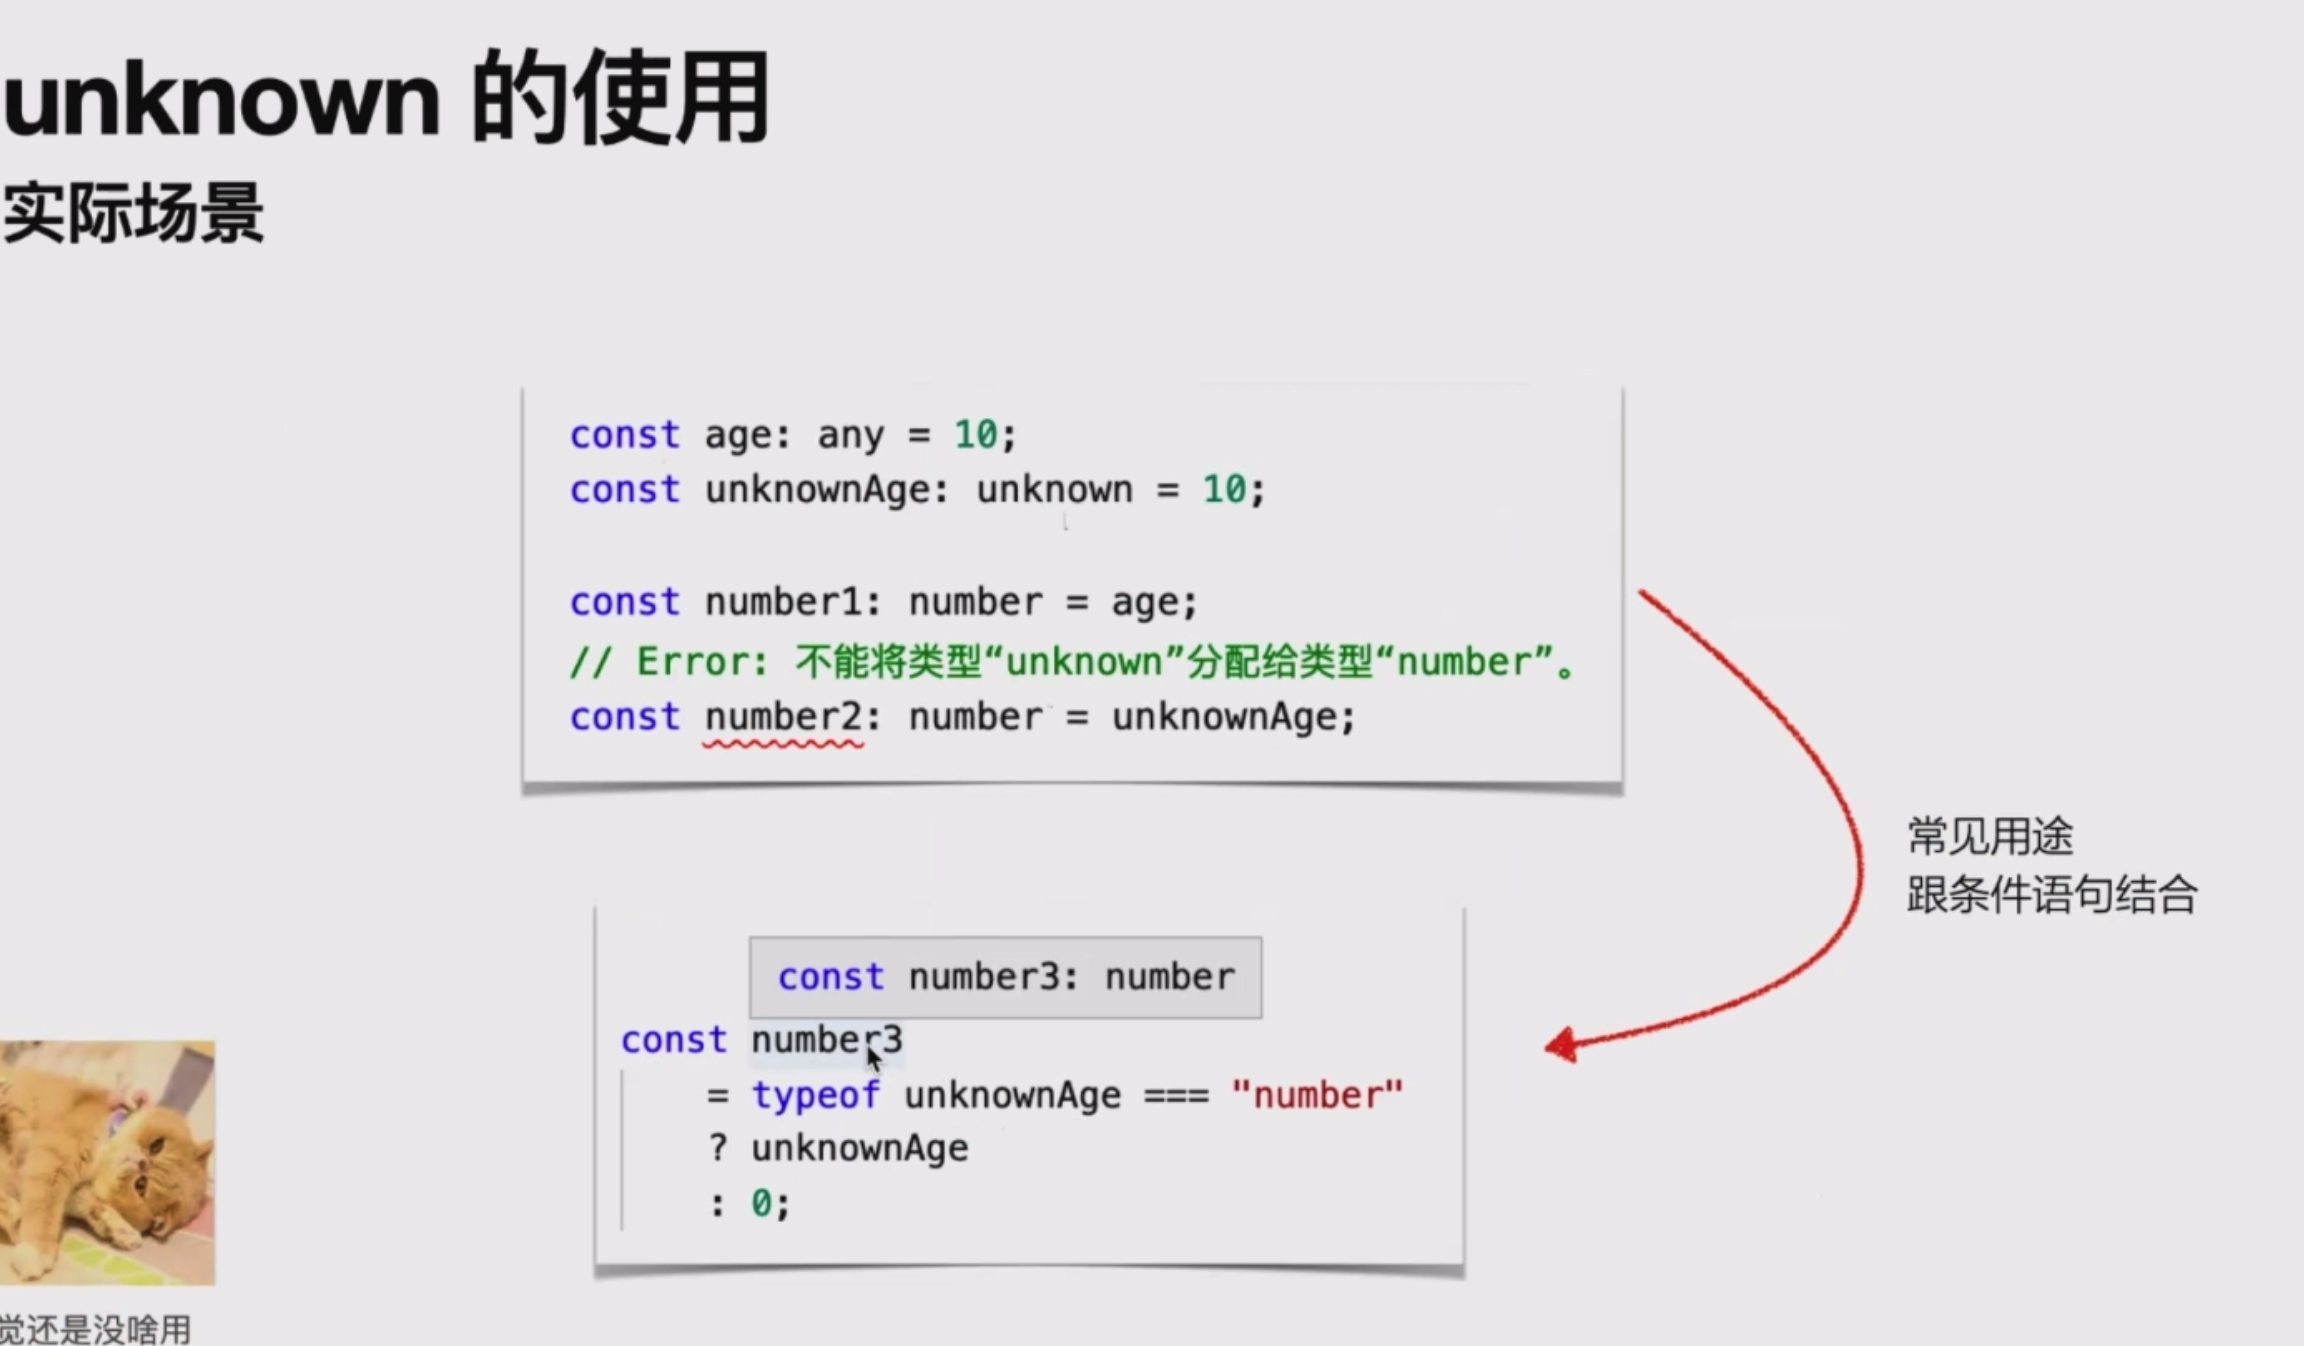 unknown 的使用
实际场景
const age: any = 10;
const unknownAge: unknown = 10;
const number1: number = age;
// Error: 不能将类型“unknown”分配给类型“number”。
const number2: number = unknownAge;
常见用途
跟条件语句结合
const number3: number
const number3
= typeof unknownAge === "number"
? unknownAge
: 0;
觉还是没啥用